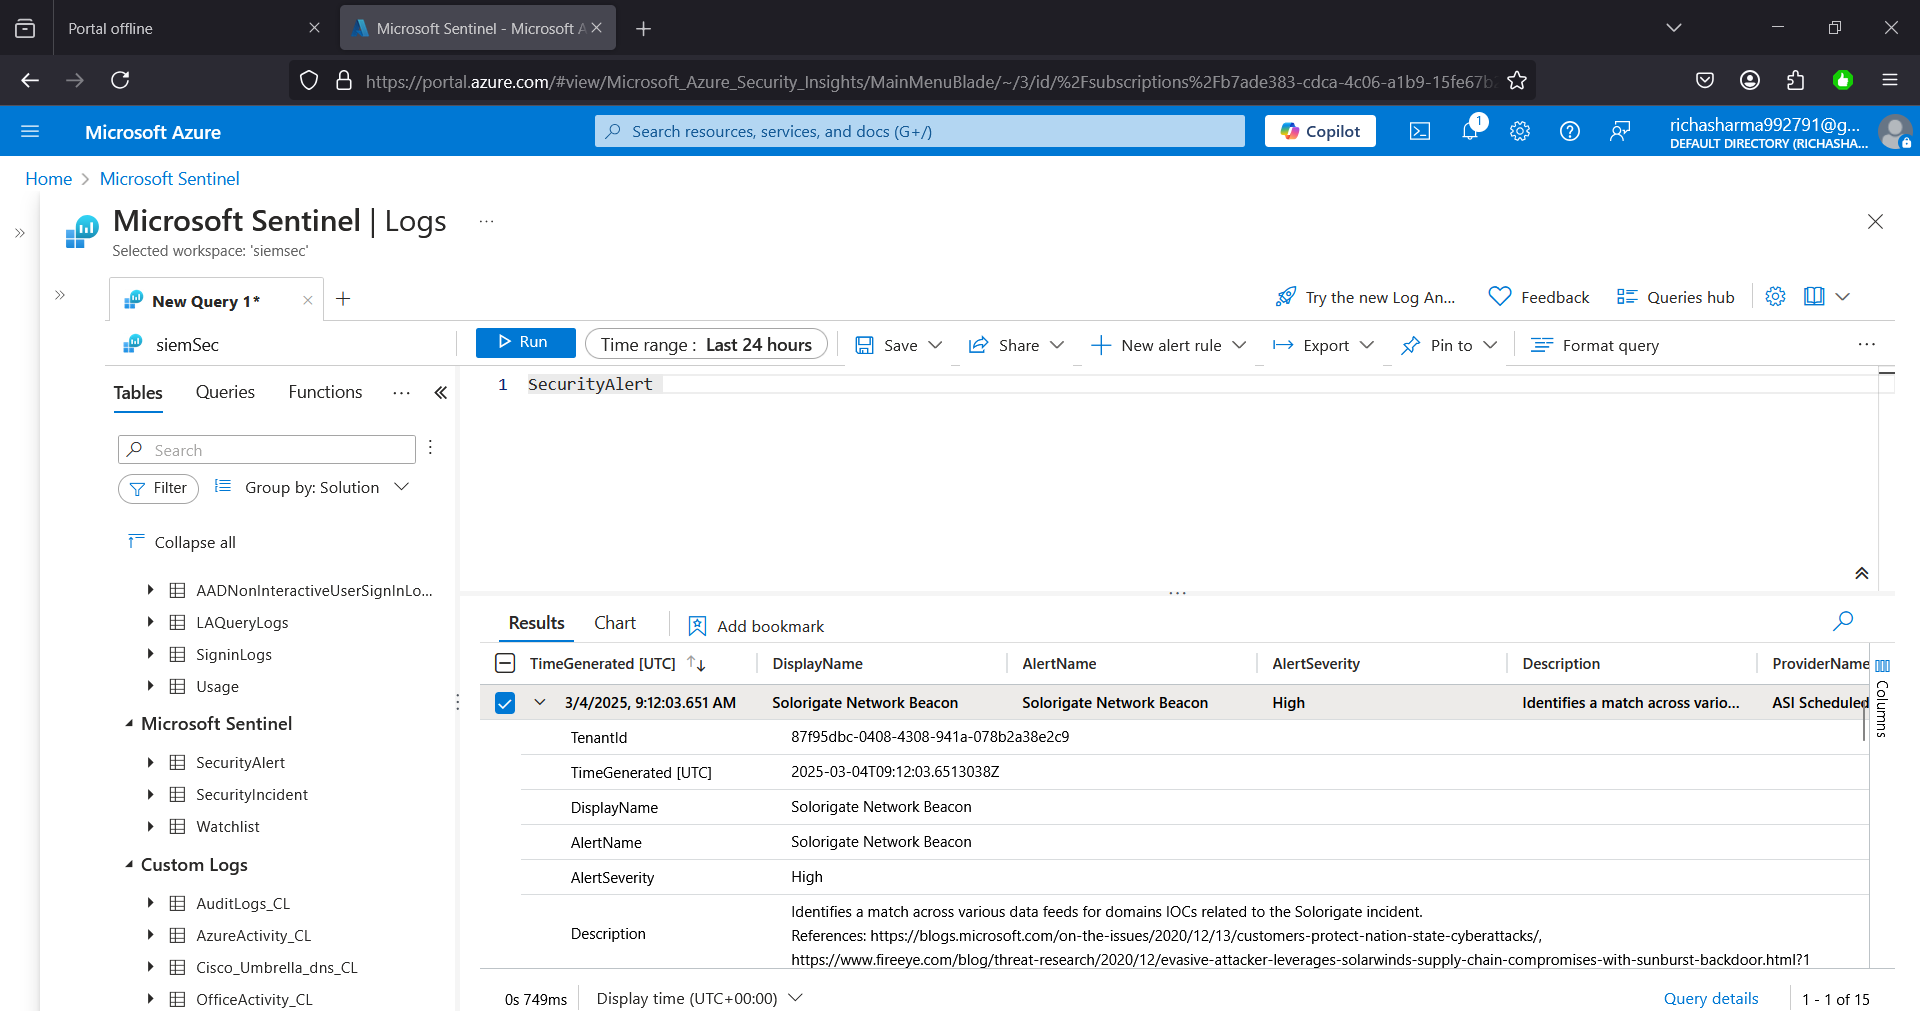 Portal offline
Microsoft Sentinel - Microsoft A
https://portal.azure.com/#view/Microsoft_Azure_Security_Insights/MainMenuBlade/~/3/id/%2Fsubscriptions%2Fb7ade383-cdca-4c06-a1b9-15fe67b
Microsoft Azure
Search resources, services, and docs (G+/)
Copilot
1
richasharma992791@g...
DEFAULT DIRECTORY (RICHASHA...
Home > Microsoft Sentinel
Microsoft Sentinel | Logs ...
Selected workspace: 'siemsec'
New Query 1*
Try the new Log An...
Feedback
Queries hub
siemSec
Run
Time range : Last 24 hours
Save
Share
New alert rule
Export
Pin to
Format query
...
Tables
Queries
Functions
...
1 SecurityAlert
Search
Filter
Group by: Solution
Collapse all
AADNonInteractiveUserSignInLo...
LAQueryLogs
SigninLogs
Usage
Microsoft Sentinel
SecurityAlert
SecurityIncident
Watchlist
Custom Logs
AuditLogs_CL
AzureActivity_CL
Cisco_Umbrella_dns_CL
OfficeActivity_CL
Results
Chart
Add bookmark
TimeGenerated [UTC] DisplayName AlertName AlertSeverity Description ProviderName
Columns
3/4/2025, 9:12:03.651 AM Solorigate Network Beacon Solorigate Network Beacon High Identifies a match across vario... ASI Scheduled
TenantId 87f95dbc-0408-4308-941a-078b2a38e2c9
TimeGenerated [UTC] 2025-03-04T09:12:03.6513038Z
DisplayName Solorigate Network Beacon
AlertName Solorigate Network Beacon
AlertSeverity High
Description
Identifies a match across various data feeds for domains IOCs related to the Solorigate incident.
References: https://blogs.microsoft.com/on-the-issues/2020/12/13/customers-protect-nation-state-cyberattacks/,
https://www.fireeye.com/blog/threat-research/2020/12/evasive-attacker-leverages-solarwinds-supply-chain-compromises-with-sunburst-backdoor.html?1
0s 749ms
Display time (UTC+00:00)
Query details
1 - 1 of 15